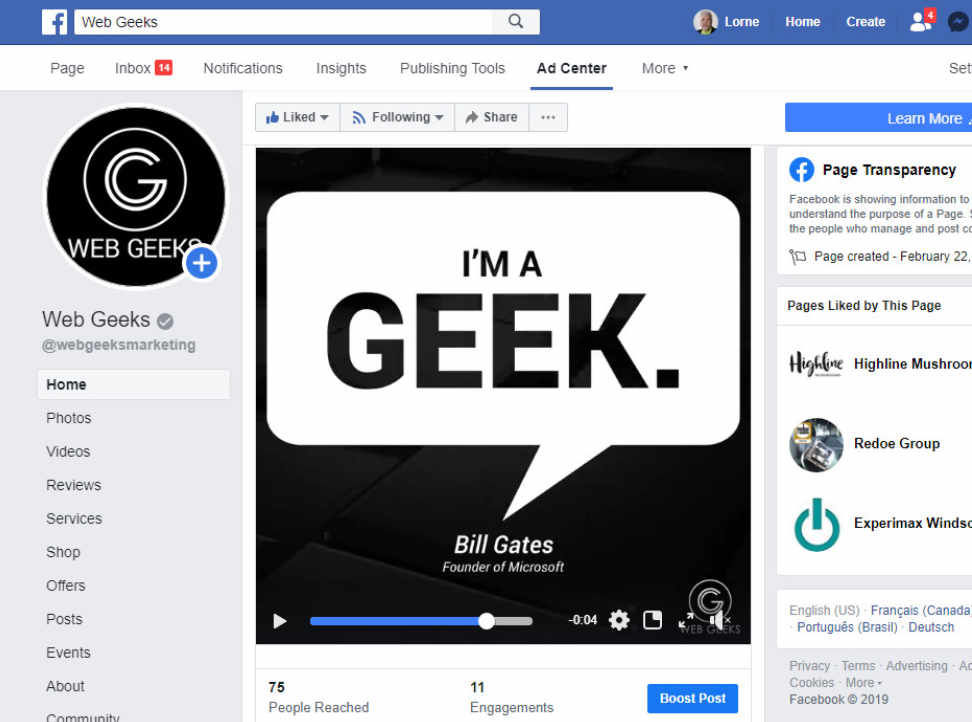 Web Geeks
Lorne
Home
Create
4
Page
Inbox 14
Notifications
Insights
Publishing Tools
Ad Center
More
Set
Liked
Following
Share
Learn More
WEB GEEKS
Web Geeks
@webgeeksmarketing
Home
Photos
Videos
Reviews
Services
Shop
Offers
Posts
Events
About
Community
I'M A
GEEK.
Bill Gates
Founder of Microsoft
-0:04
WEB GEEKS
75
People Reached
11
Engagements
Boost Post
Page Transparency
Facebook is showing information to
understand the purpose of a Page. S
the people who manage and post co
Page created - February 22,
Pages Liked by This Page
Highline
Highline Mushroom
Redoe Group
Experimax Windso
English (US) · Français (Canada)
· Português (Brasil) · Deutsch
Privacy · Terms · Advertising · Ad
Cookies · More
Facebook © 2019